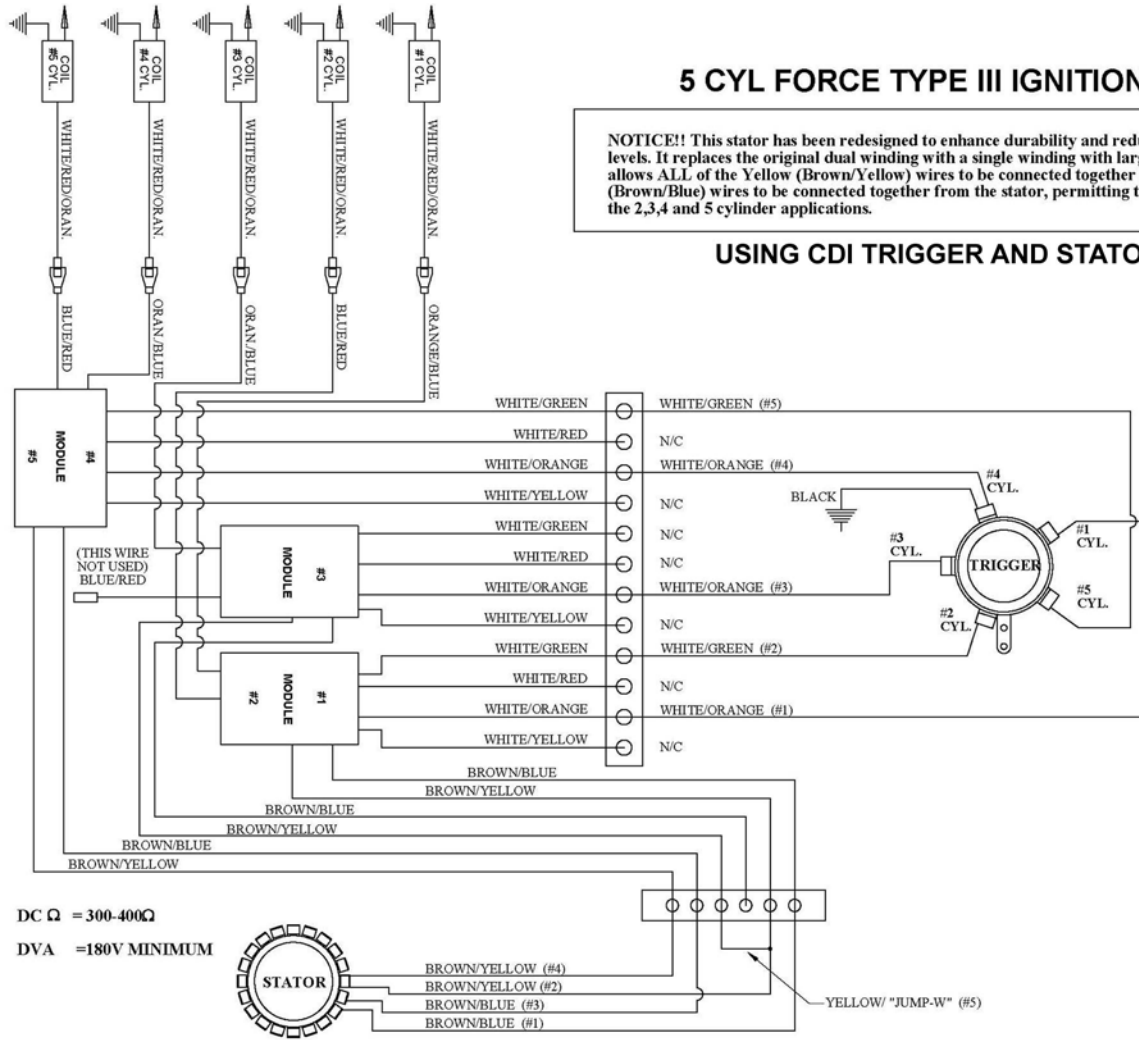 COIL
#5 CYL.
COIL
#4 CYL.
COIL
#3 CYL.
COIL
#2 CYL.
COIL
#1 CYL.
5 CYL FORCE TYPE III IGNITION
NOTICE!! This stator has been redesigned to enhance durability and red
levels. It replaces the original dual winding with a single winding with larg
allows ALL of the Yellow (Brown/Yellow) wires to be connected together
(Brown/Blue) wires to be connected together from the stator, permitting t
the 2,3,4 and 5 cylinder applications.
USING CDI TRIGGER AND STATO
WHITE/RED/ORAN.
WHITE/RED/ORAN.
WHITE/RED/ORAN.
WHITE/RED/ORAN.
WHITE/RED/ORAN.
BLUE/RED
ORAN./BLUE
ORAN./BLUE
BLUE/RED
ORANGE/BLUE
#5
MODULE
#4
WHITE/GREEN
WHITE/GREEN (#5)
WHITE/RED
N/C
WHITE/ORANGE
WHITE/ORANGE (#4)
WHITE/YELLOW
N/C
WHITE/GREEN
N/C
WHITE/RED
N/C
WHITE/ORANGE
WHITE/ORANGE (#3)
WHITE/YELLOW
N/C
WHITE/GREEN
WHITE/GREEN (#2)
WHITE/RED
N/C
WHITE/ORANGE
WHITE/ORANGE (#1)
WHITE/YELLOW
N/C
BLACK
#4
CYL.
#1
CYL.
#3
CYL.
TRIGGER
#5
CYL.
#2
CYL.
(THIS WIRE
NOT USED)
BLUE/RED
MODULE
#3
#2
MODULE
#1
BROWN/BLUE
BROWN/YELLOW
BROWN/BLUE
BROWN/YELLOW
BROWN/BLUE
BROWN/YELLOW
DC Ω = 300-400Ω
DVA =180V MINIMUM
STATOR
BROWN/YELLOW (#4)
BROWN/YELLOW (#2)
BROWN/BLUE (#3)
BROWN/BLUE (#1)
YELLOW/ "JUMP-W" (#5)